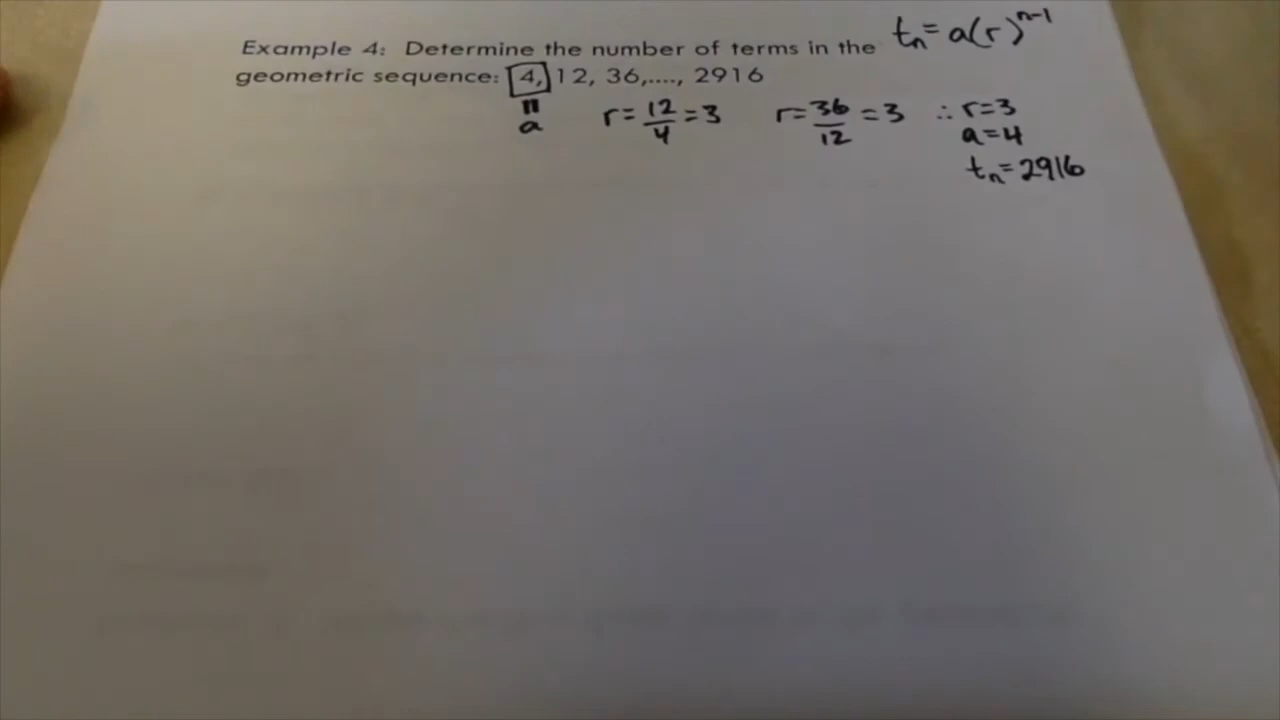 Example 4: Determine the number of terms in the tn = a(r)^n-1
geometric sequence: 4, 12, 36,...., 2916
= a
r = 12/4 = 3
r = 36/12 = 3
∴ r = 3
a = 4
tn = 2916